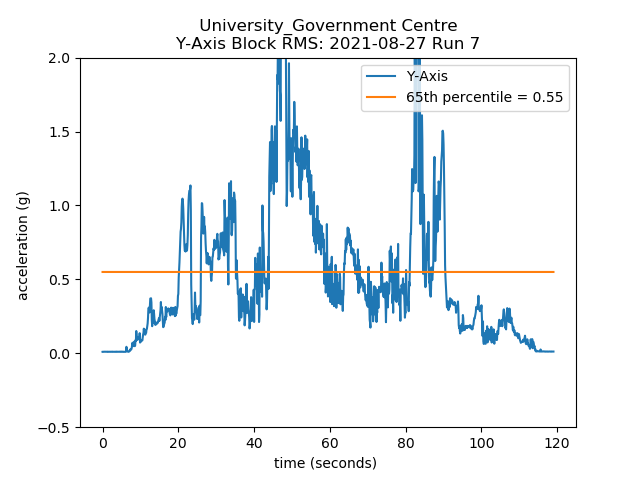 University_Government Centre
Y-Axis Block RMS: 2021-08-27 Run 7
Y-Axis
65th percentile = 0.55
2.0
1.5
1.0
0.5
0.0
−0.5
acceleration (g)
0 20 40 60 80 100 120
time (seconds)